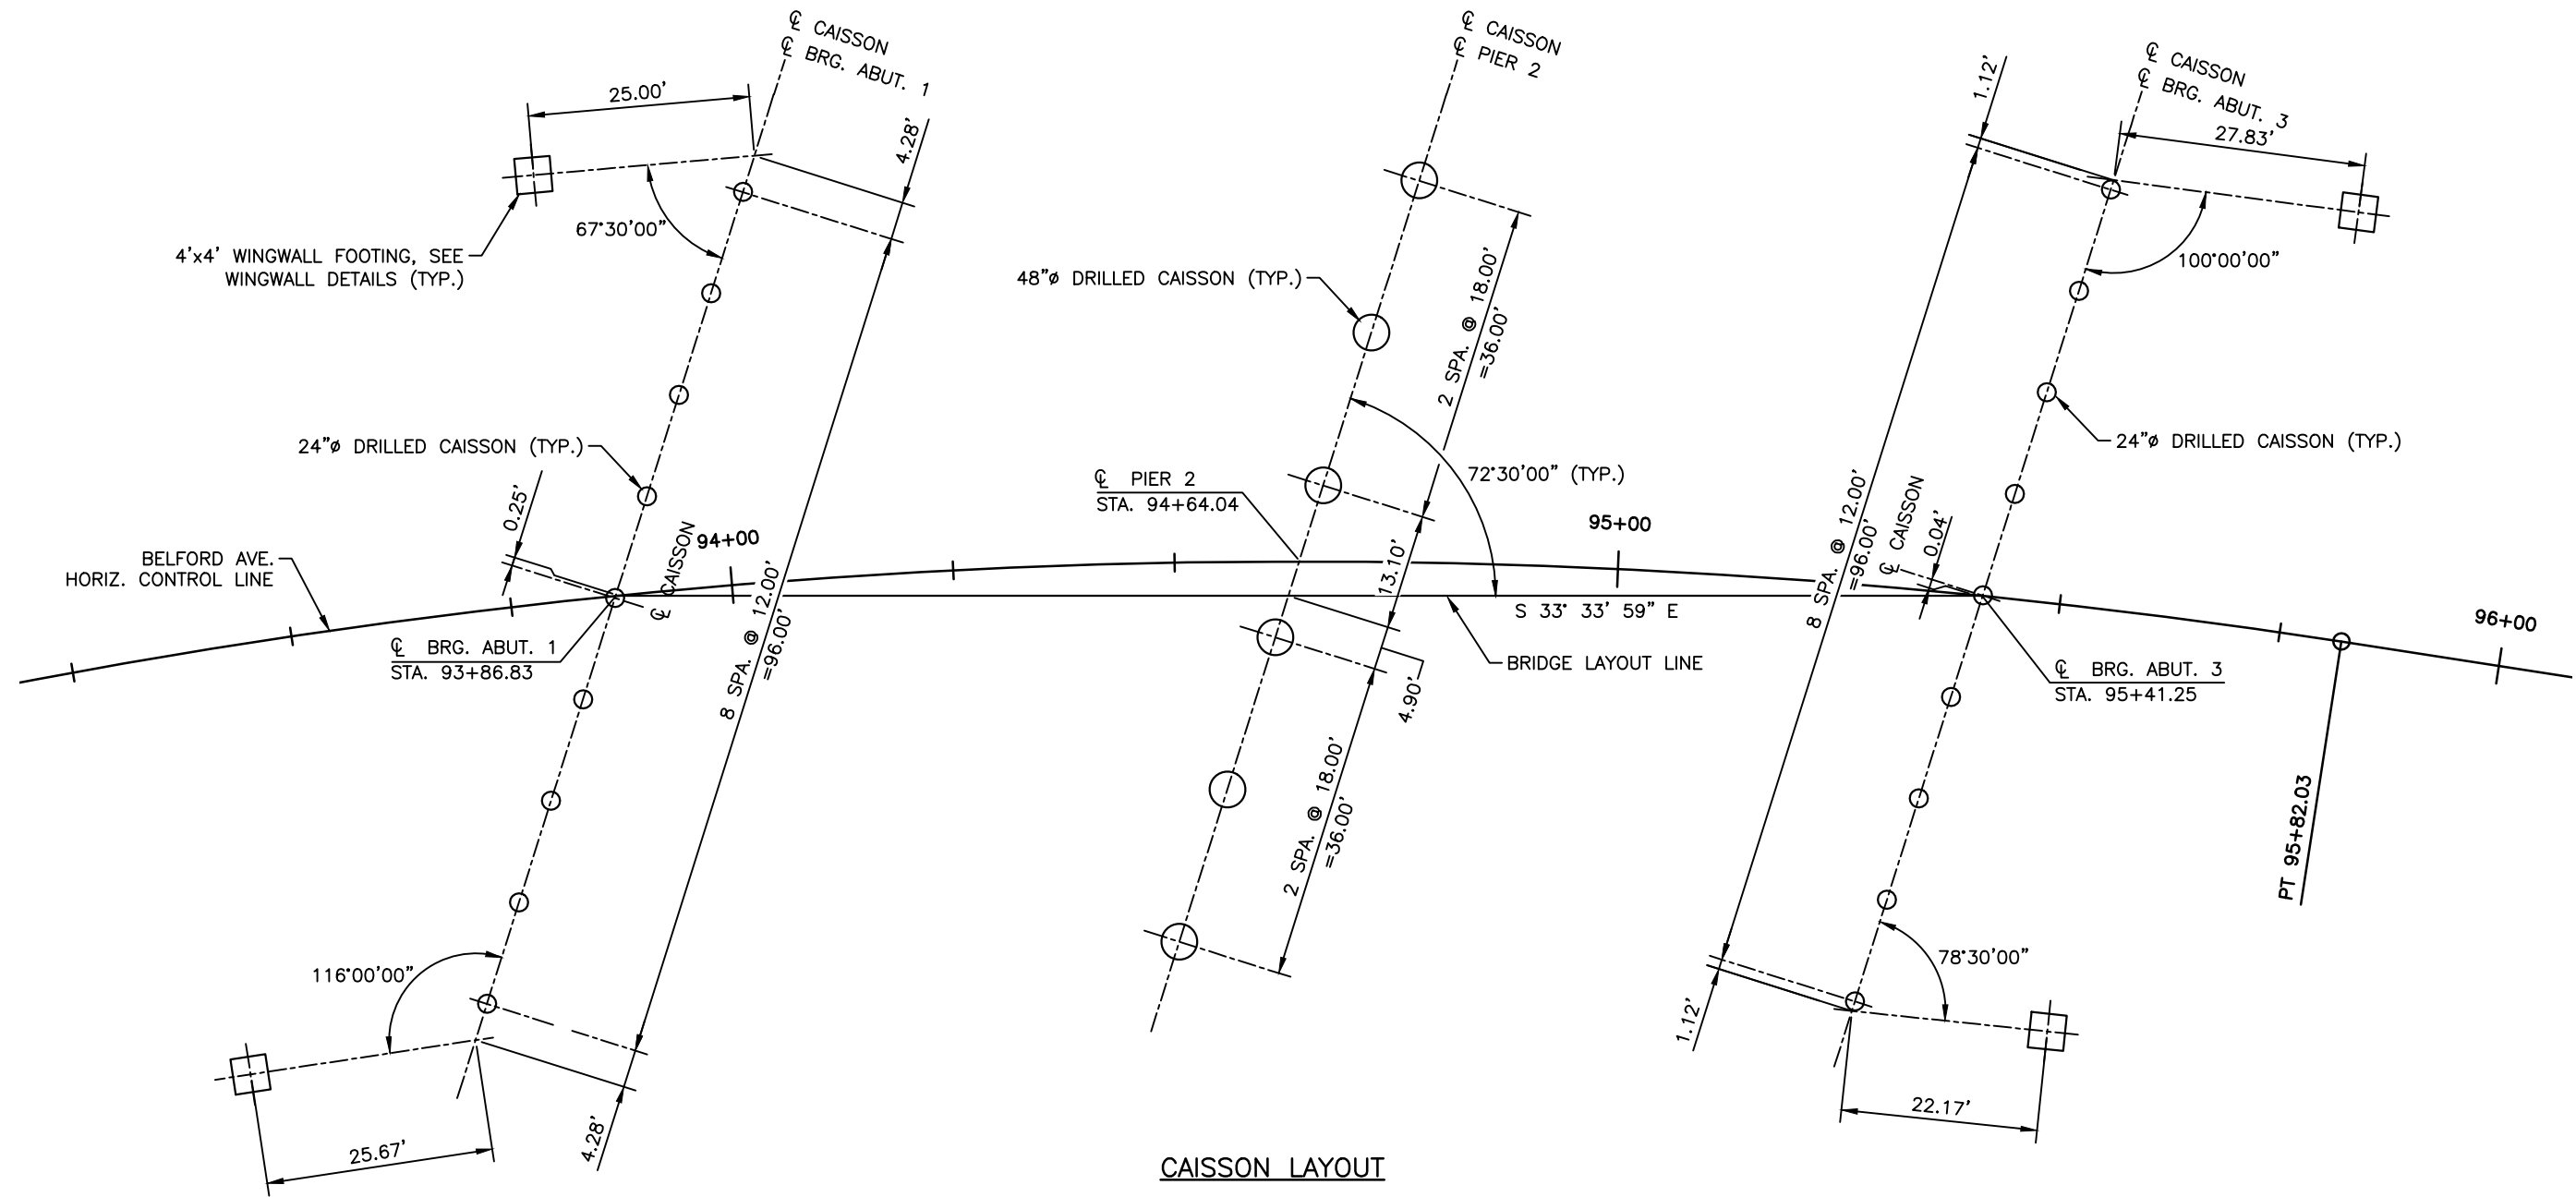 ℄ CAISSON
℄ BRG. ABUT. 1
℄ CAISSON
℄ PIER 2
℄ CAISSON
℄ BRG. ABUT. 3
25.00'
4.28'
1.12'
27.83'
67°30'00"
4'x4' WINGWALL FOOTING, SEE
WINGWALL DETAILS (TYP.)
48"ø DRILLED CAISSON (TYP.)
2 SPA. @ 18.00'
=36.00'
100°00'00"
24"ø DRILLED CAISSON (TYP.)
24"ø DRILLED CAISSON (TYP.)
72°30'00" (TYP.)
℄ PIER 2
STA. 94+64.04
0.25'
℄ CAISSON
94+00
95+00
96+00
BELFORD AVE.
HORIZ. CONTROL LINE
8 SPA. @ 12.00'
=96.00'
13.10'
8 SPA. @ 12.00'
=96.00'
℄ CAISSON
0.04'
S 33° 33' 59" E
℄ BRG. ABUT. 1
STA. 93+86.83
BRIDGE LAYOUT LINE
℄ BRG. ABUT. 3
STA. 95+41.25
4.90'
2 SPA. @ 18.00'
=36.00'
PT 95+82.03
116°00'00"
78°30'00"
1.12'
4.28'
25.67'
22.17'
CAISSON LAYOUT